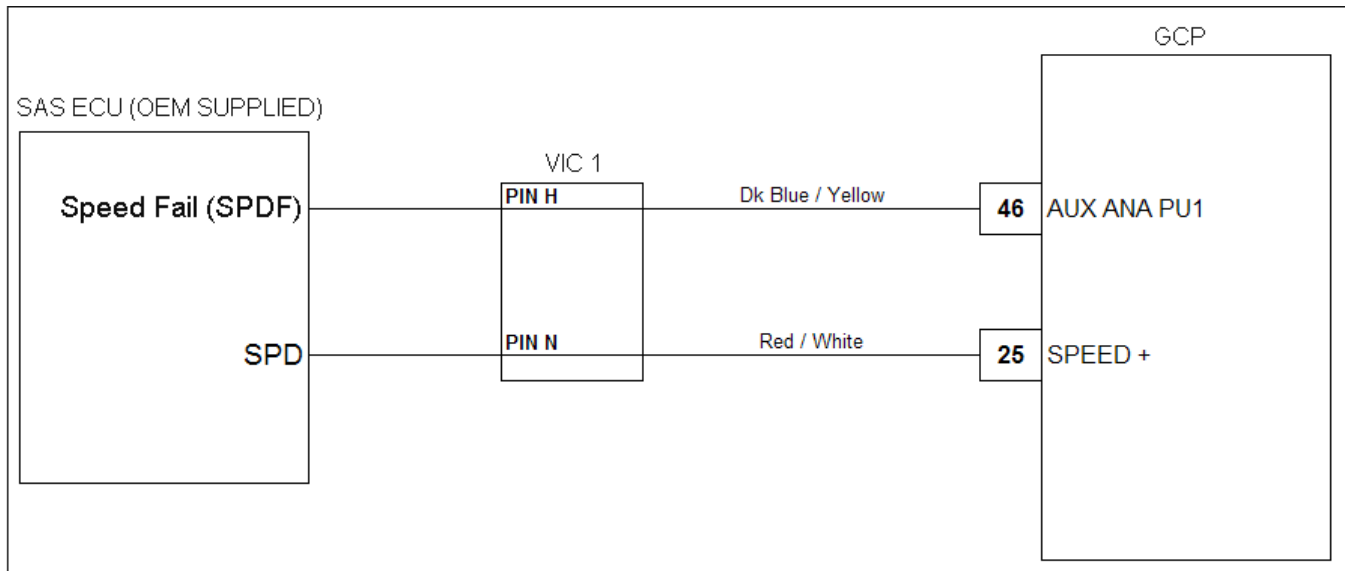 GCP
SAS ECU (OEM SUPPLIED)
VIC 1
Speed Fail (SPDF)
PIN H
Dk Blue / Yellow
46
AUX ANA PU1
SPD
PIN N
Red / White
25
SPEED +